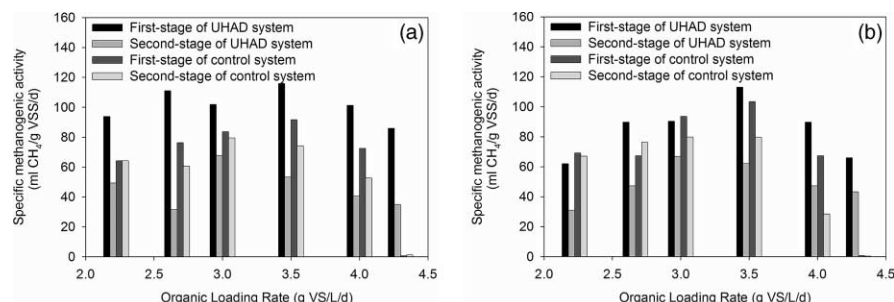 160
140
120
100
80
60
40
20
0
Specific methanogenic activity
(ml CH₄/g VSS/d)
First-stage of UHAD system
Second-stage of UHAD system
First-stage of control system
Second-stage of control system
(a)
2.0 2.5 3.0 3.5 4.0 4.5
Organic Loading Rate (g VS/L/d)
160
140
120
100
80
60
40
20
0
Specific methanogenic activity
(ml CH₄/g VSS/d)
First-stage of UHAD system
Second-stage of UHAD system
First-stage of control system
Second-stage of control system
(b)
2.0 2.5 3.0 3.5 4.0 4.5
Organic Loading Rate (g VS/L/d)